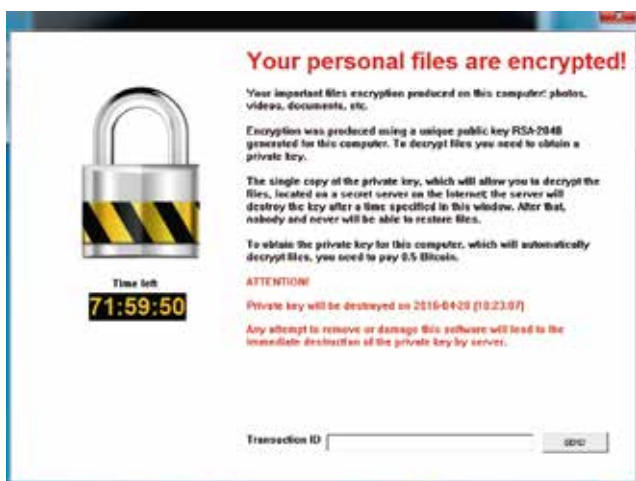 Your personal files are encrypted!
Your important files encryption produced on this computer: photos,
videos, documents, etc.
Encryption was produced using a unique public key RSA-2048
generated for this computer. To decrypt files you need to obtain a
private key.
The single copy of the private key, which will allow you to decrypt the
files, located on a secret server on the Internet; the server will
destroy the key after a time specified in this window. After that,
nobody and never will be able to restore files.
To obtain the private key for this computer, which will automatically
decrypt files, you need to pay 0.5 Bitcoin.
Time left
71:59:50
ATTENTION!
Private key will be destroyed on 2016-04-20 (10:23:07)
Any attempt to remove or damage this software will lead to the
immediate destruction of the private key by server.
Transaction ID
SEND